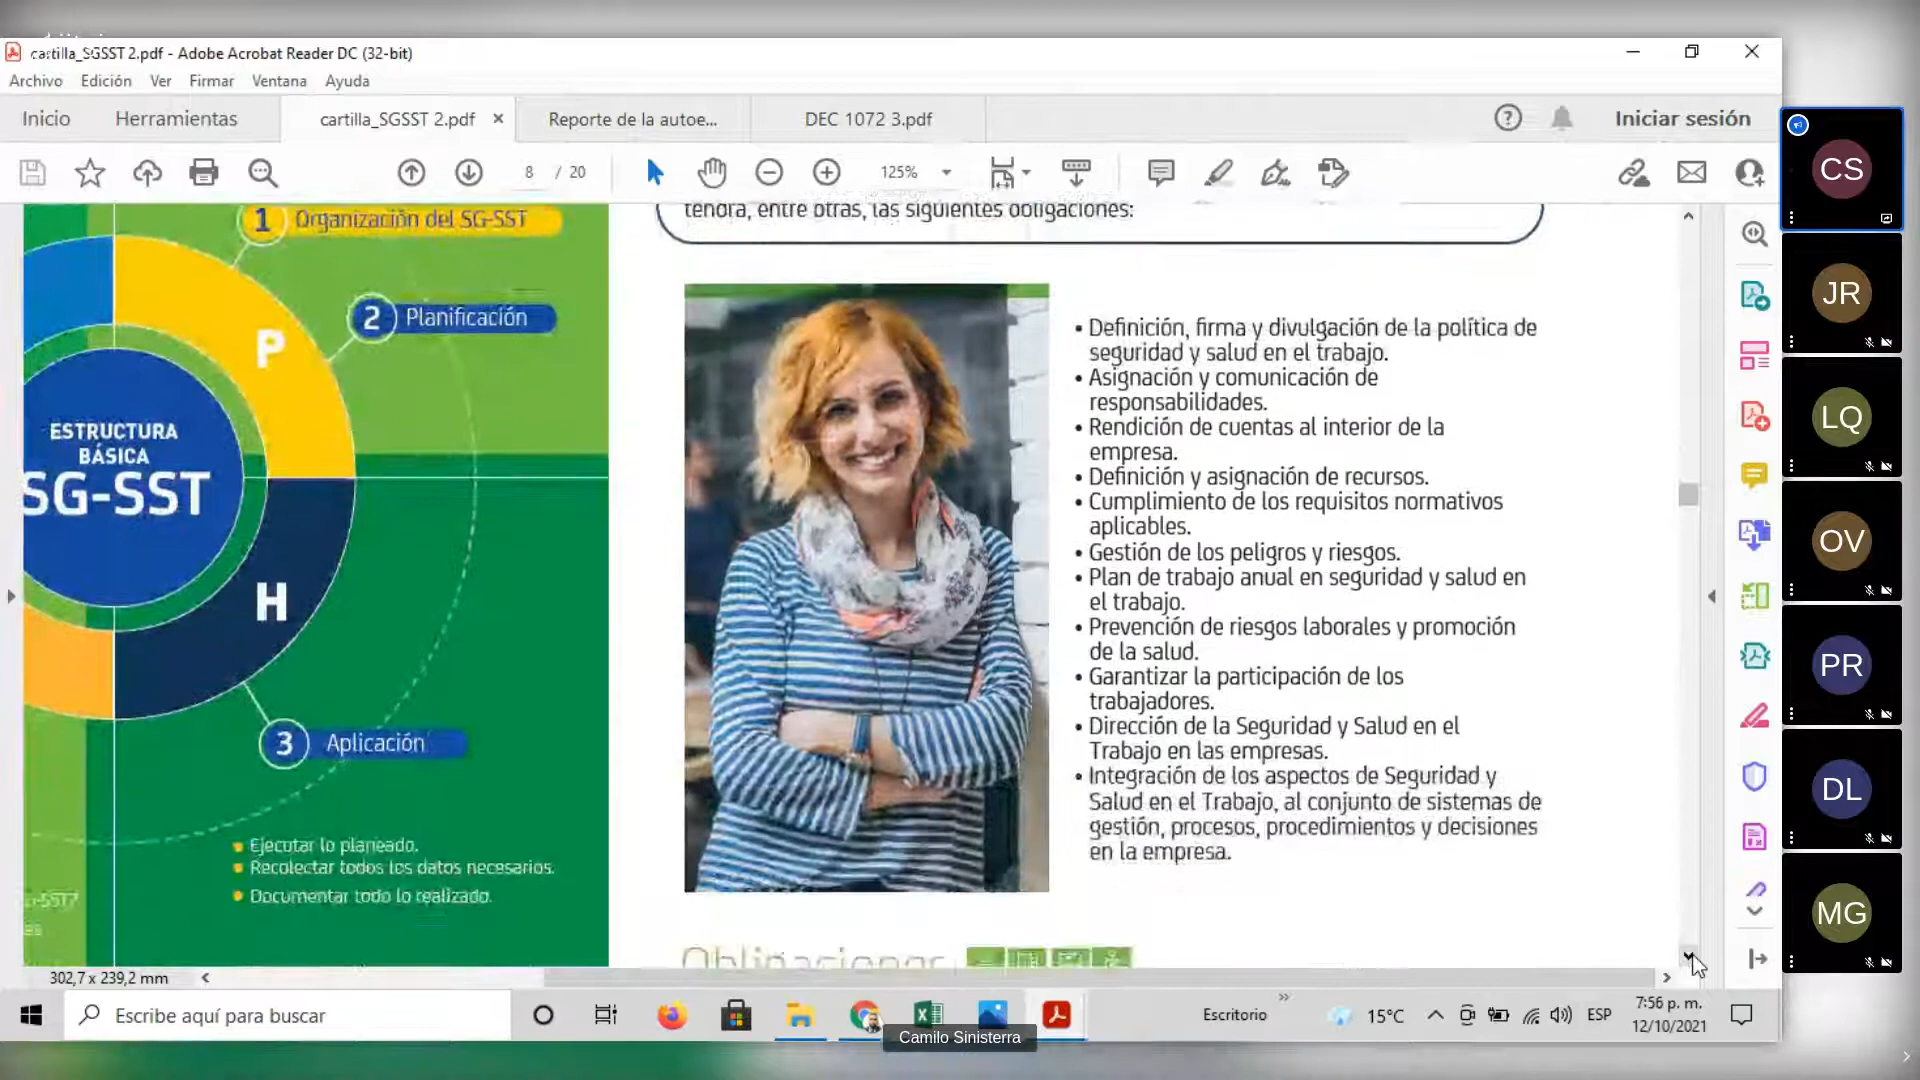 cartilla_SGSST 2.pdf - Adobe Acrobat Reader DC (32-bit)
Archivo Edición Ver Firmar Ventana Ayuda
Inicio Herramientas cartilla_SGSST 2.pdf Reporte de la autoe... DEC 1072 3.pdf Iniciar sesión
8 / 20 125%
1 Organización del SG-SST
2 Planificación
P
ESTRUCTURA
BÁSICA
SG-SST
H
3 Aplicación
Ejecutar lo planeado.
Recolectar todos los datos necesarios.
Documentar todo lo realizado.
tendrá, entre otras, las siguientes obligaciones:
• Definición, firma y divulgación de la política de
seguridad y salud en el trabajo.
• Asignación y comunicación de
responsabilidades.
• Rendición de cuentas al interior de la
empresa.
• Definición y asignación de recursos.
• Cumplimiento de los requisitos normativos
aplicables.
• Gestión de los peligros y riesgos.
• Plan de trabajo anual en seguridad y salud en
el trabajo.
• Prevención de riesgos laborales y promoción
de la salud.
• Garantizar la participación de los
trabajadores.
• Dirección de la Seguridad y Salud en el
Trabajo en las empresas.
• Integración de los aspectos de Seguridad y
Salud en el Trabajo, al conjunto de sistemas de
gestión, procesos, procedimientos y decisiones
en la empresa.
Obligaciones
302,7 x 239,2 mm
Escribe aquí para buscar
Escritorio
15°C
ESP
7:56 p. m.
12/10/2021
Camilo Sinisterra
CS
JR
LQ
OV
PR
DL
MG